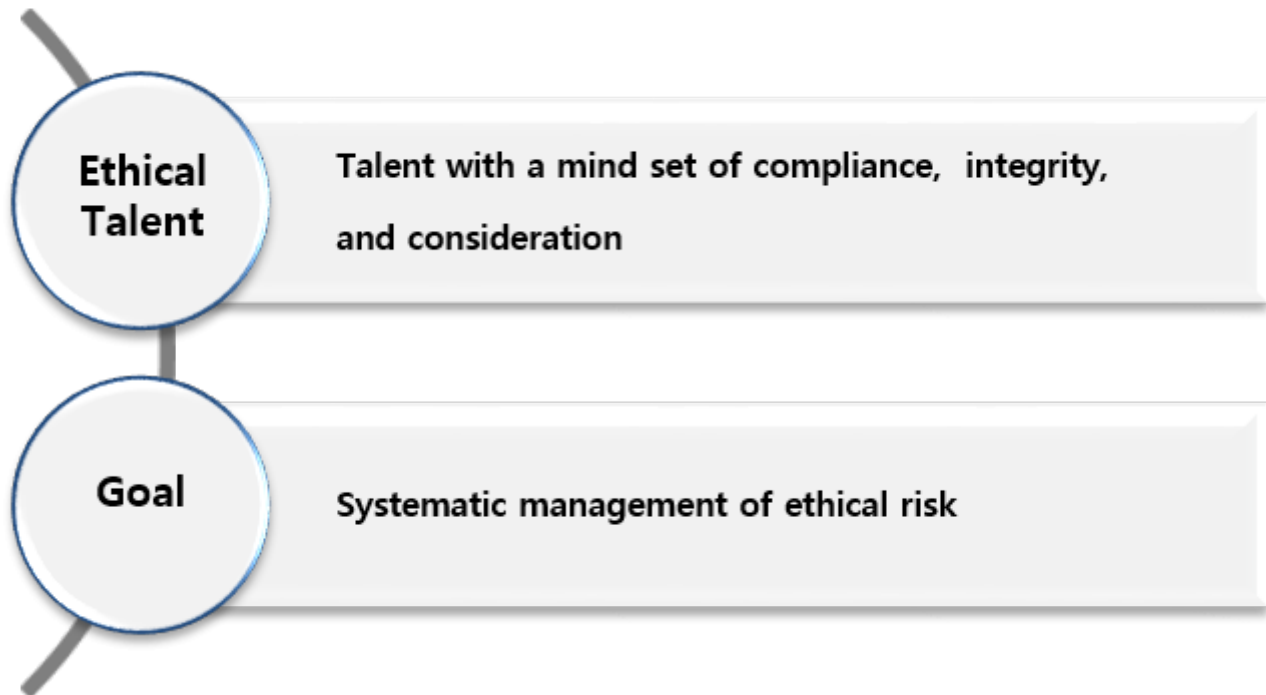 Ethical
Talent
Talent with a mind set of compliance,  integrity,
and consideration
Goal
Systematic management of ethical risk